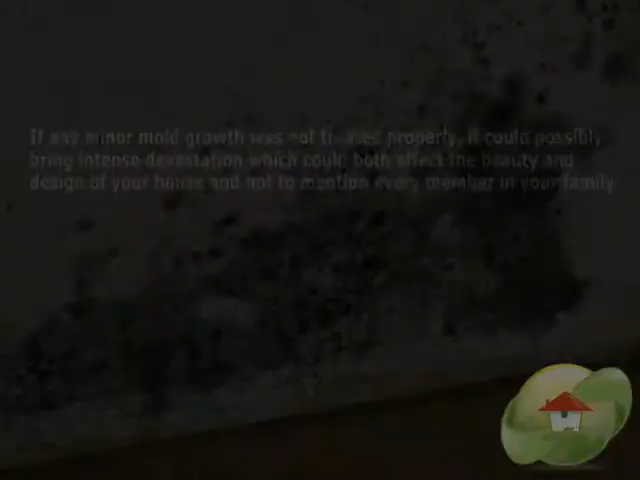 If any minor mold growth was not treated properly, it could possibly
bring intense devastation which could both affect the beauty and
design of your house and not to mention every member in your family